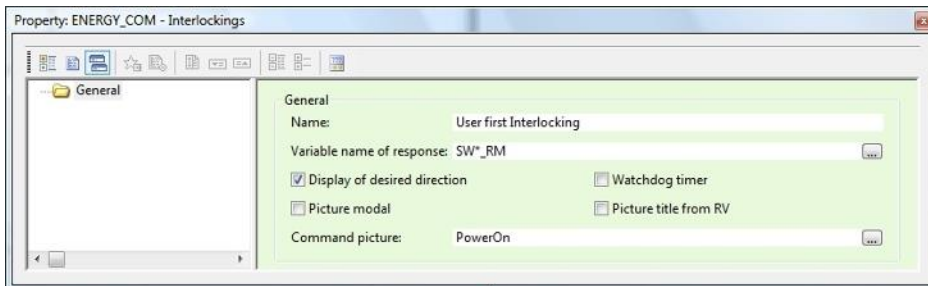 Property: ENERGY_COM - Interlockings
General
General
Name: User first Interlocking
Variable name of response: SW*_RM ...
Display of desired direction Watchdog timer
Picture modal Picture title from RV
Command picture: PowerOn ...